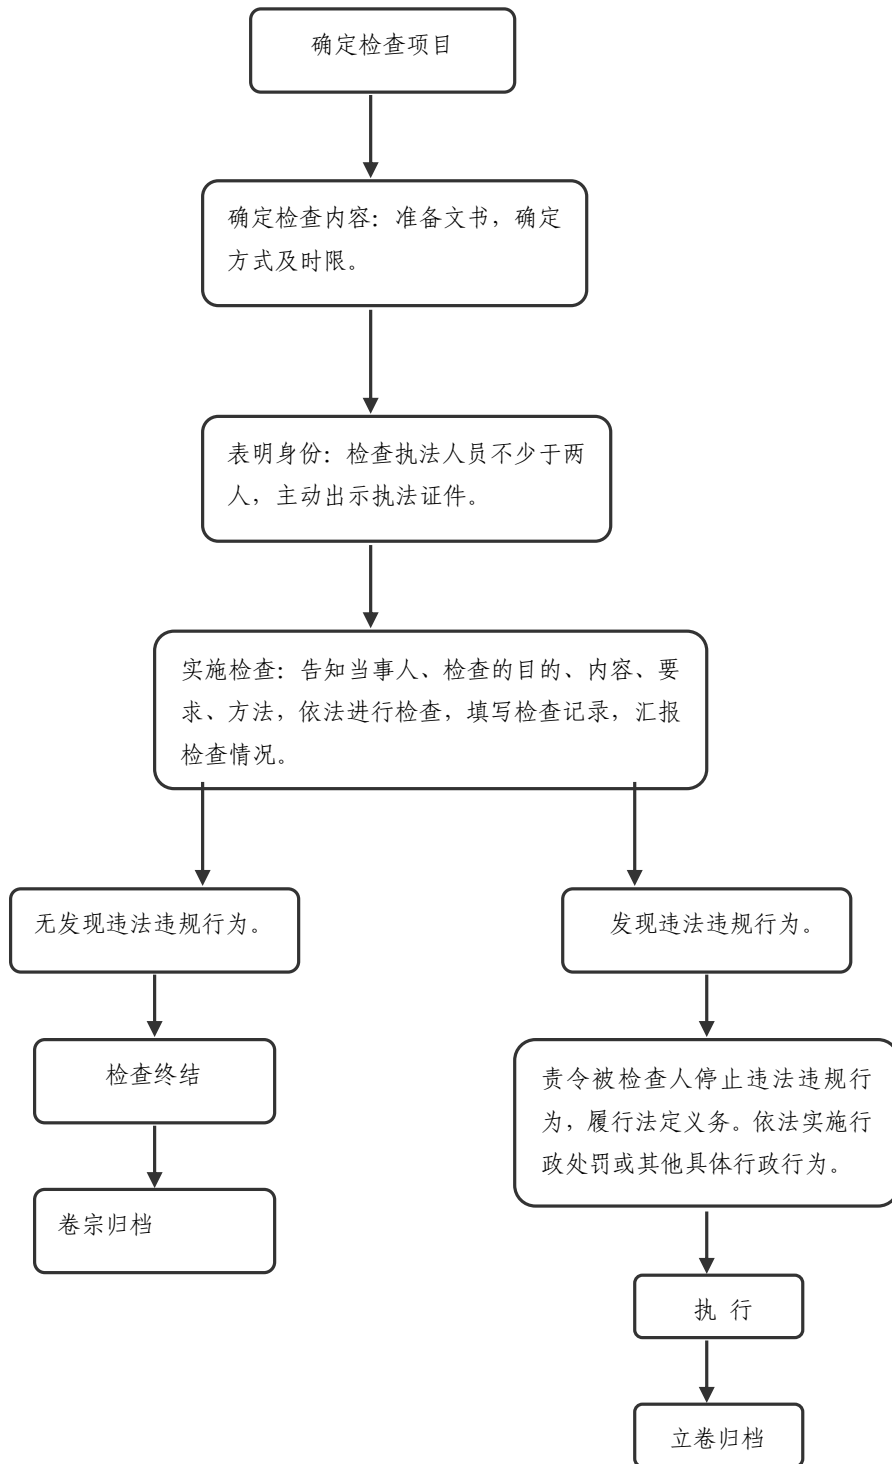 确定检查项目
确定检查内容：准备文书，确定
方式及时限。
表明身份：检查执法人员不少于两
人，主动出示执法证件。
实施检查：告知当事人、检查的目的、内容、要
求、方法，依法进行检查，填写检查记录，汇报
检查情况。
无发现违法违规行为。
发现违法违规行为。
检查终结
责令被检查人停止违法违规行
为，履行法定义务。依法实施行
政处罚或其他具体行政行为。
卷宗归档
执 行
立卷归档